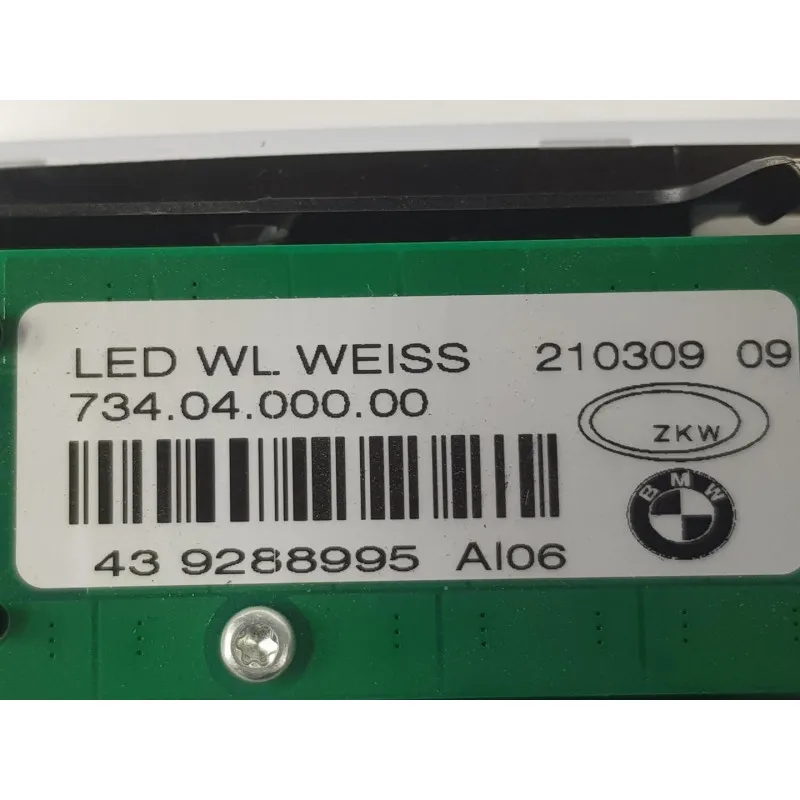 LED WL WEISS 210309 09
734.04.000.00
ZKW
BMW
43 9288995 AI06